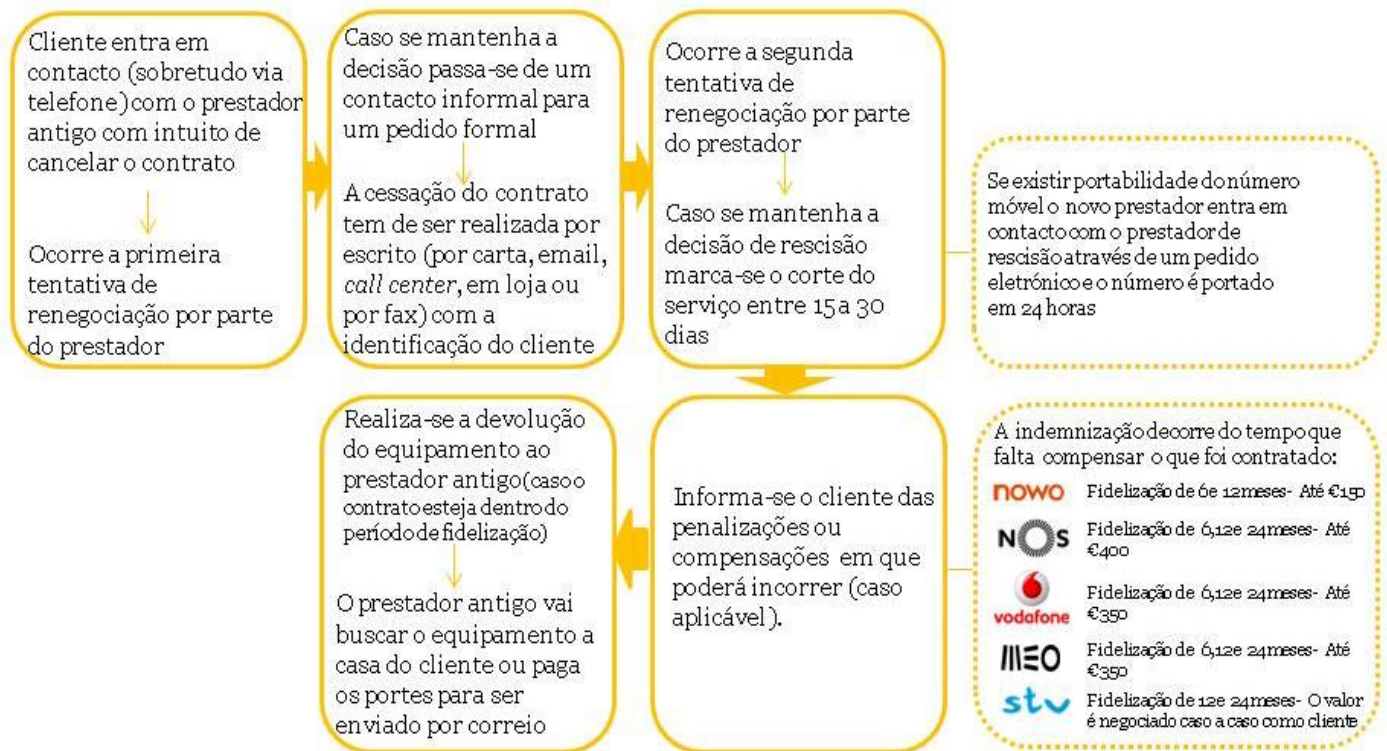 Cliente entra em
contacto (sobretudo via
telefone) com o prestador
antigo com intuito de
cancelar o contrato
Ocorre a primeira
tentativa de
renegociação por parte
do prestador
Caso se mantenha a
decisão passa-se de um
contacto informal para
um pedido formal
A cessação do contrato
tem de ser realizada por
escrito (por carta, email,
call center, em loja ou
por fax) com a
identificação do cliente
Ocorre a segunda
tentativa de
renegociação por parte
do prestador
Caso se mantenha a
decisão de rescisão
marca-se o corte do
serviço entre 15 a 30
dias
Se existir portabilidade do número
móvel o novo prestador entra em
contacto com o prestador de
rescisão através de um pedido
eletrónico e o número é portado
em 24 horas
Realiza-se a devolução
do equipamento ao
prestador antigo (caso o
contrato esteja dentro do
período de fidelização)
O prestador antigo vai
buscar o equipamento a
casa do cliente ou paga
os portes para ser
enviado por correio
Informa-se o cliente das
penalizações ou
compensações em que
poderá incorrer (caso
aplicável).
A indemnização decorre do tempo que
falta compensar o que foi contratado:
nowo Fidelização de 6 e 12 meses- Até €150
NOS Fidelização de 6,12 e 24 meses- Até
€400
vodafone Fidelização de 6,12 e 24 meses- Até
€350
MEO Fidelização de 6,12 e 24 meses- Até
€350
stv Fidelização de 12 e 24 meses- O valor
é negociado caso a caso com o cliente